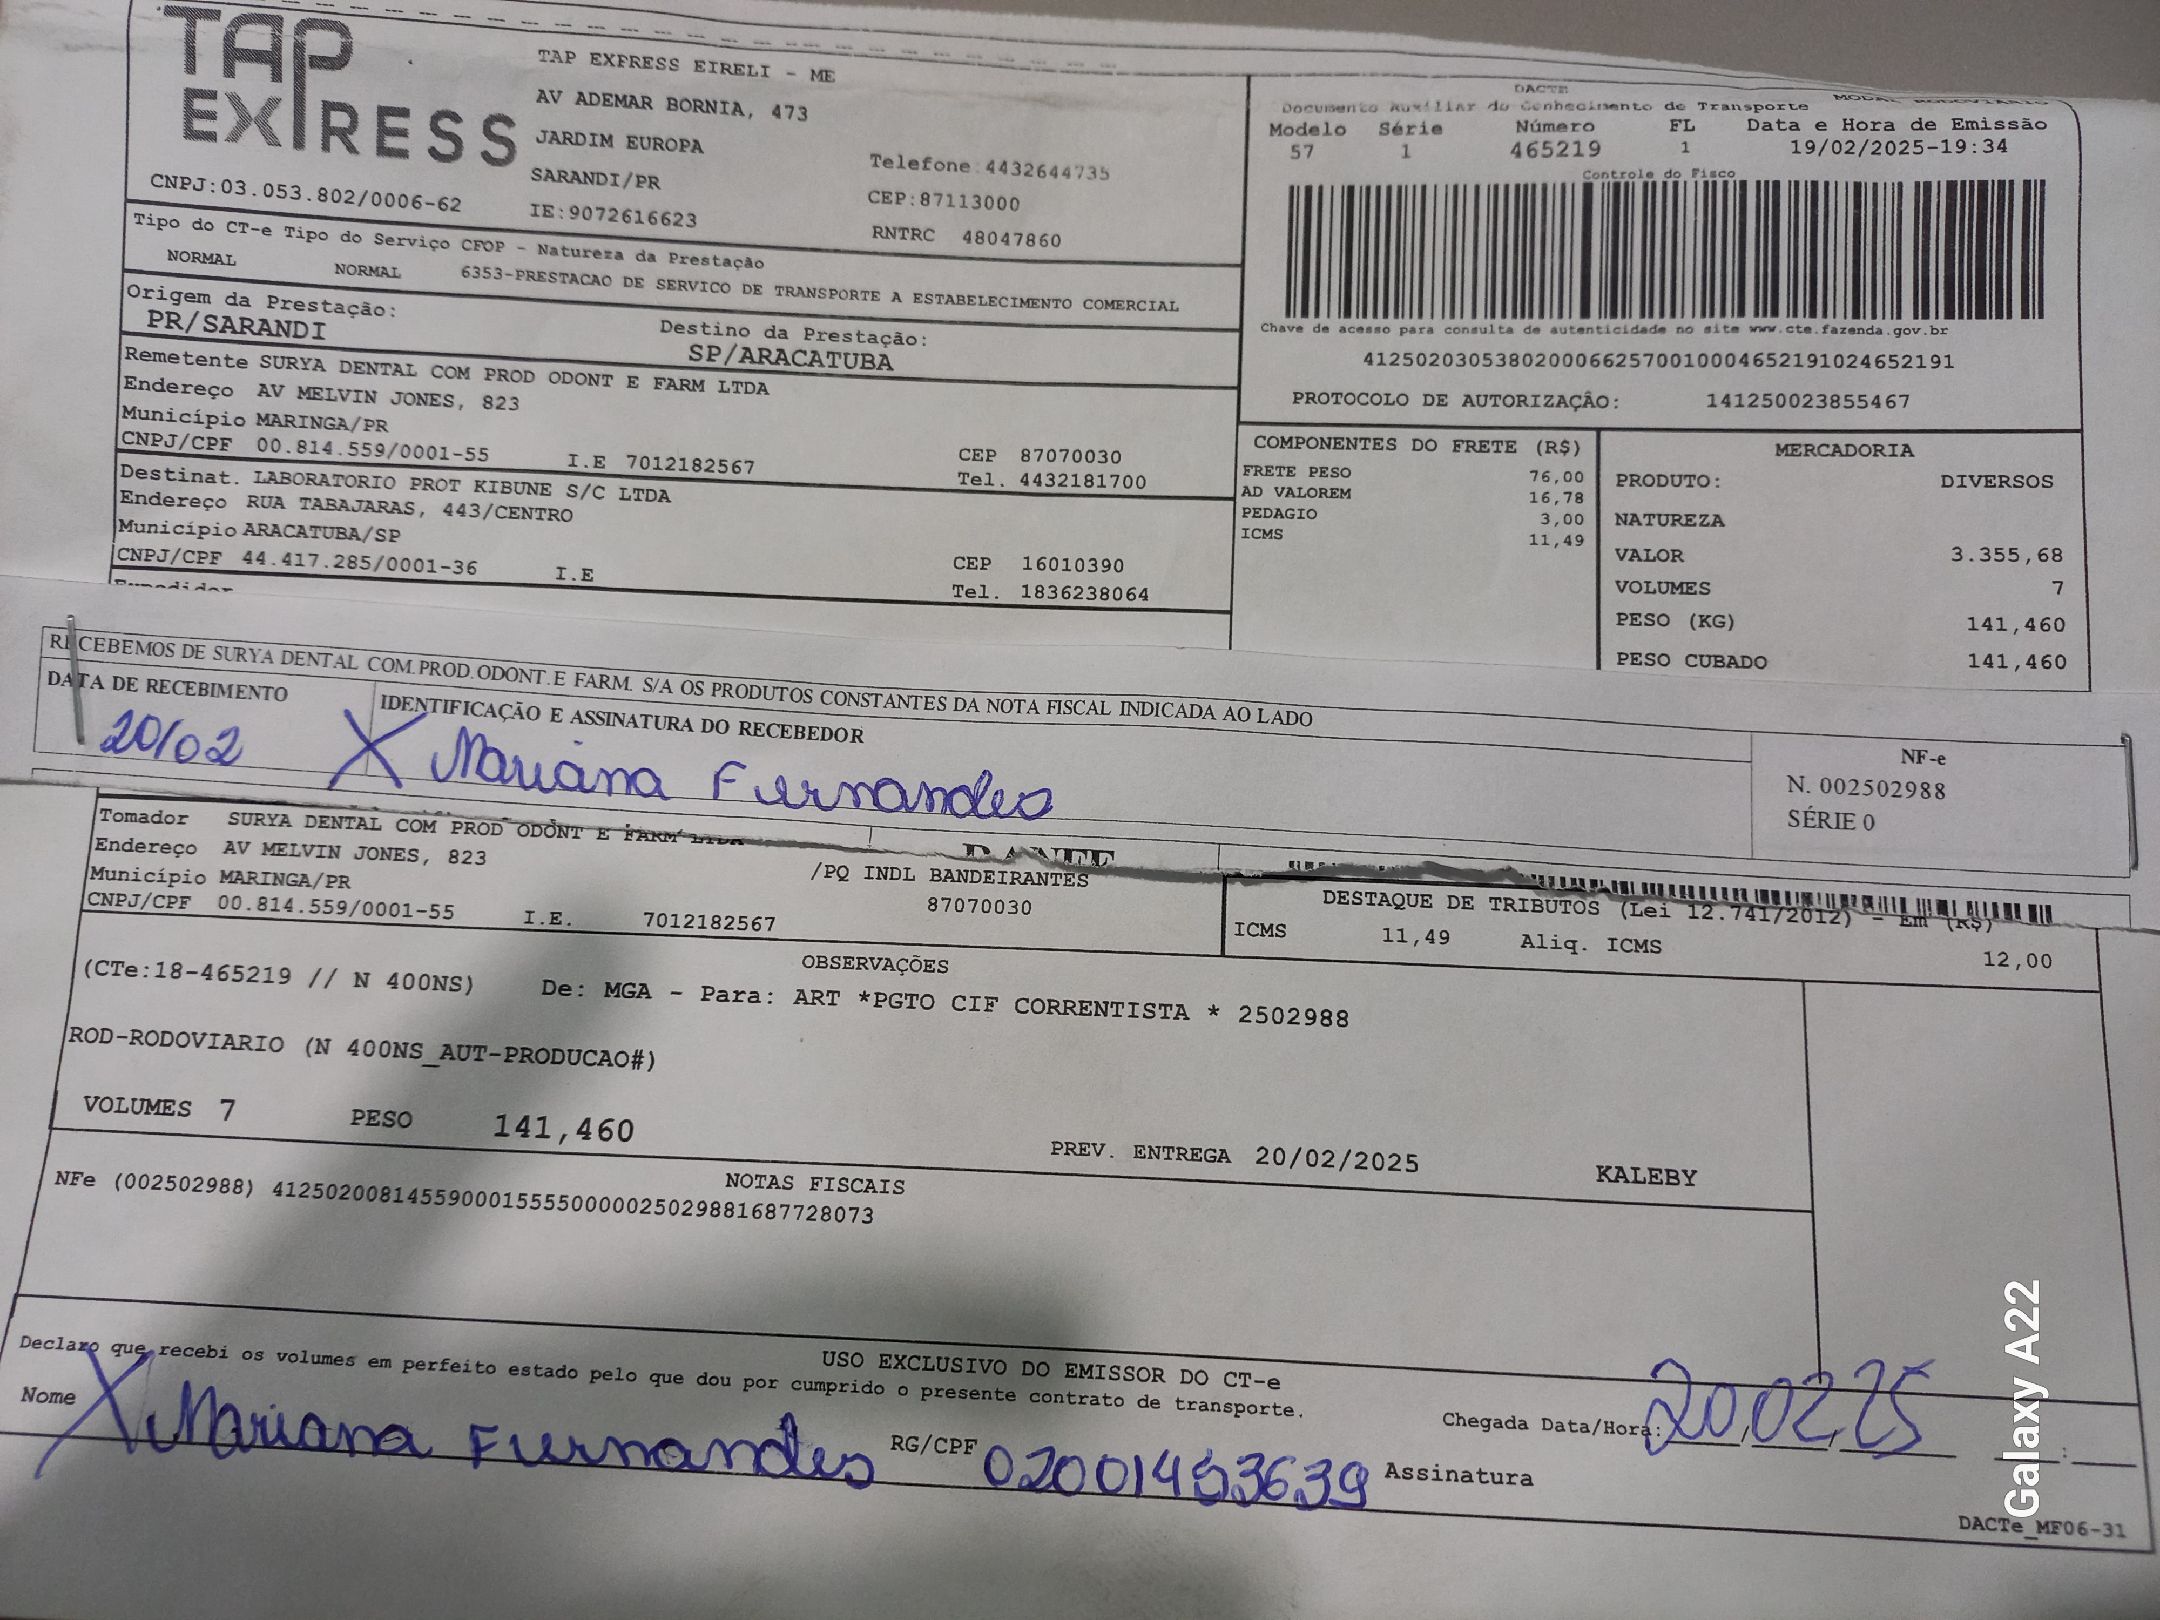 TAP
EXPRESS
CNPJ:03.053.802/0006-62
TAP EXPRESS EIRELI - ME
AV ADEMAR BORNIA, 473
JARDIM EUROPA
SARANDI/PR
IE:9072616623
Telefone:4432644735
CEP:87113000
RNTRC 48047860
DACTE
Documento Auxiliar do Conhecimento de Transporte MODAL RODOVIÁRIO
Modelo Série Número FL Data e Hora de Emissão
57 1 465219 1 19/02/2025-19:34
Controle do Fisco
Chave de acesso para consulta de autenticidade no site www.cte.fazenda.gov.br
41250203053802000662570010004652191024652191
PROTOCOLO DE AUTORIZAÇÂO: 141250023855467
Tipo do CT-e Tipo do Serviço CFOP - Natureza da Prestação
NORMAL NORMAL 6353-PRESTACAO DE SERVICO DE TRANSPORTE A ESTABELECIMENTO COMERCIAL
Origem da Prestação:
PR/SARANDI
Destino da Prestação:
SP/ARACATUBA
Remetente SURYA DENTAL COM PROD ODONT E FARM LTDA
Endereço AV MELVIN JONES, 823
Município MARINGA/PR
CNPJ/CPF 00.814.559/0001-55 I.E 7012182567
CEP 87070030
Tel. 4432181700
Destinat. LABORATORIO PROT KIBUNE S/C LTDA
Endereço RUA TABAJARAS, 443/CENTRO
Município ARACATUBA/SP
CNPJ/CPF 44.417.285/0001-36 I.E
CEP 16010390
Tel. 1836238064
COMPONENTES DO FRETE (R$)
FRETE PESO 76,00
AD VALOREM 16,78
PEDAGIO 3,00
ICMS 11,49
MERCADORIA
PRODUTO: DIVERSOS
NATUREZA
VALOR 3.355,68
VOLUMES 7
PESO (KG) 141,460
PESO CUBADO 141,460
RECEBEMOS DE SURYA DENTAL COM.PROD.ODONT.E FARM. S/A OS PRODUTOS CONSTANTES DA NOTA FISCAL INDICADA AO LADO
DATA DE RECEBIMENTO
20/02
IDENTIFICAÇÃO E ASSINATURA DO RECEBEDOR
X Mariana Fernandes
NF-e
N. 002502988
SÉRIE 0
DANFE
Tomador SURYA DENTAL COM PROD ODONT E FARM LTDA
Endereço AV MELVIN JONES, 823 /PQ INDL BANDEIRANTES
Município MARINGA/PR 87070030
CNPJ/CPF 00.814.559/0001-55 I.E. 7012182567
DESTAQUE DE TRIBUTOS (Lei 12.741/2012) - Em (R$)
ICMS 11,49 Aliq. ICMS 12,00
OBSERVAÇÕES
(CTe:18-465219 // N 400NS) De: MGA - Para: ART *PGTO CIF CORRENTISTA * 2502988
ROD-RODOVIARIO (N 400NS_AUT-PRODUCAO#)
VOLUMES 7 PESO 141,460
PREV. ENTREGA 20/02/2025 KALEBY
NOTAS FISCAIS
NFe (002502988) 41250200814559000155550000025029881687728073
USO EXCLUSIVO DO EMISSOR DO CT-e
Declaro que recebi os volumes em perfeito estado pelo que dou por cumprido o presente contrato de transporte.
Nome X Mariana Fernandes RG/CPF 02001453639 Assinatura
Chegada Data/Hora: 20,02,25 :
DACTe_MF06-31
Galaxy A22